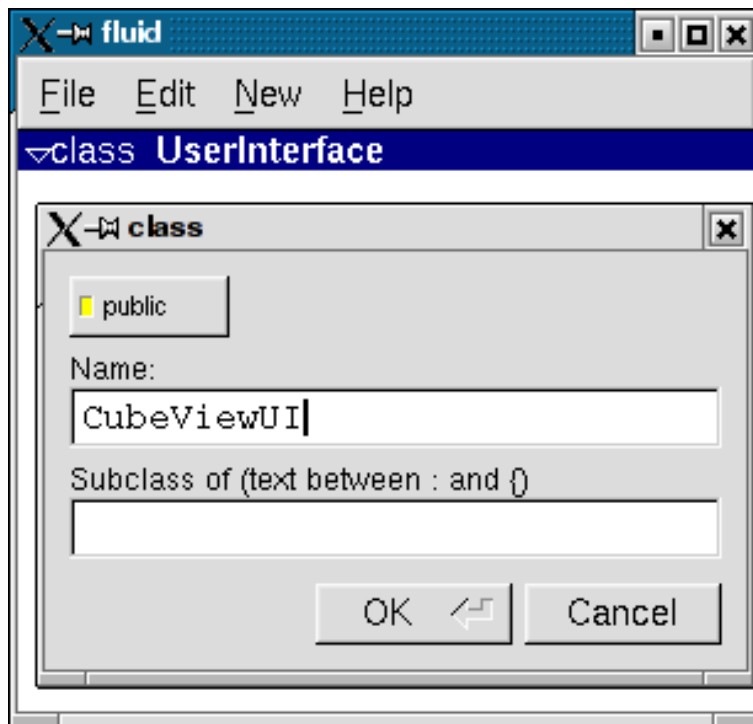 fluid
File Edit New Help
class UserInterface
class
public
Name:
CubeViewUI
Subclass of (text between : and {)
OK Cancel